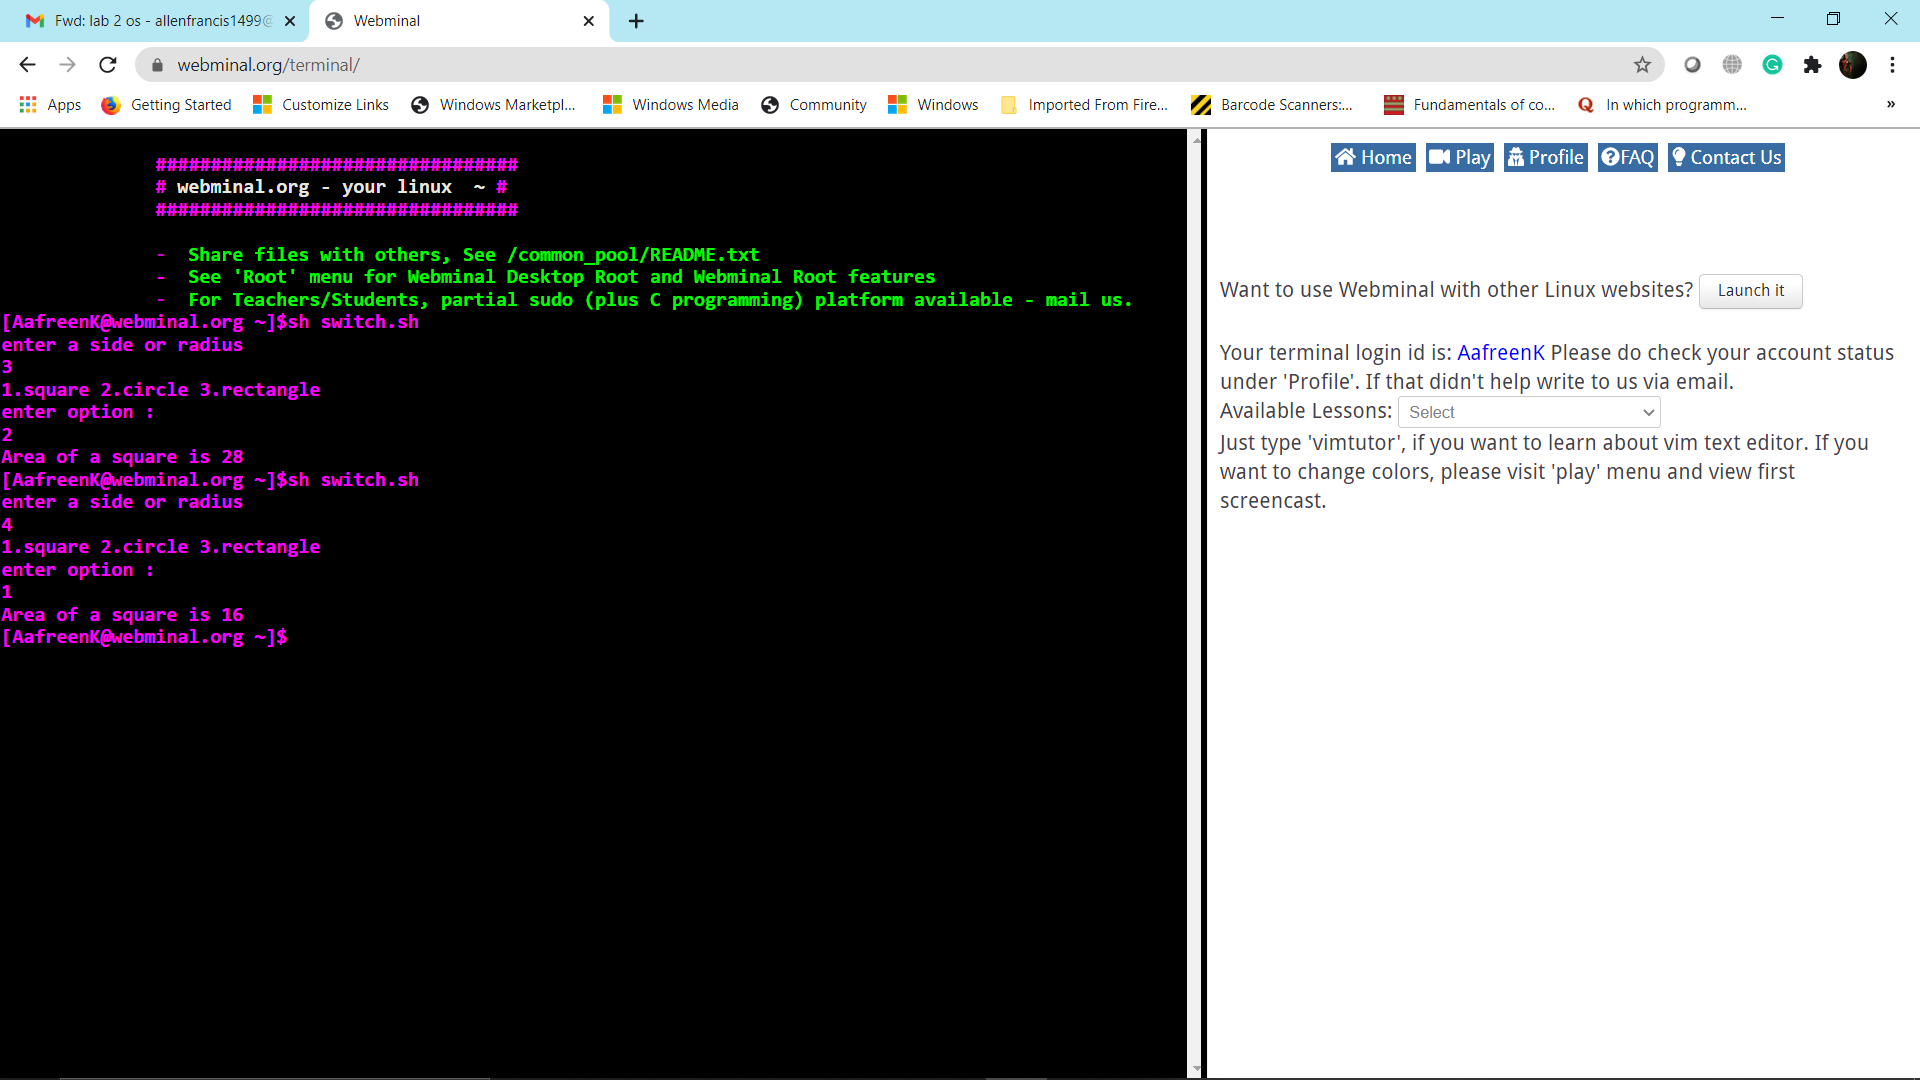 Fwd: lab 2 os - allenfrancis1499@
Webminal
webminal.org/terminal/
Apps Getting Started Customize Links Windows Marketpl... Windows Media Community Windows Imported From Fire... Barcode Scanners:... Fundamentals of co... In which programm... »
#################################
# webminal.org - your linux ~ #
#################################
- Share files with others, See /common_pool/README.txt
- See 'Root' menu for Webminal Desktop Root and Webminal Root features
- For Teachers/Students, partial sudo (plus C programming) platform available - mail us.
[AafreenK@webminal.org ~]$sh switch.sh
enter a side or radius
3
1.square 2.circle 3.rectangle
enter option :
2
Area of a square is 28
[AafreenK@webminal.org ~]$sh switch.sh
enter a side or radius
4
1.square 2.circle 3.rectangle
enter option :
1
Area of a square is 16
[AafreenK@webminal.org ~]$
Home Play Profile FAQ Contact Us
Want to use Webminal with other Linux websites? Launch it
Your terminal login id is: AafreenK Please do check your account status
under 'Profile'. If that didn't help write to us via email.
Available Lessons: Select
Just type 'vimtutor', if you want to learn about vim text editor. If you
want to change colors, please visit 'play' menu and view first
screencast.